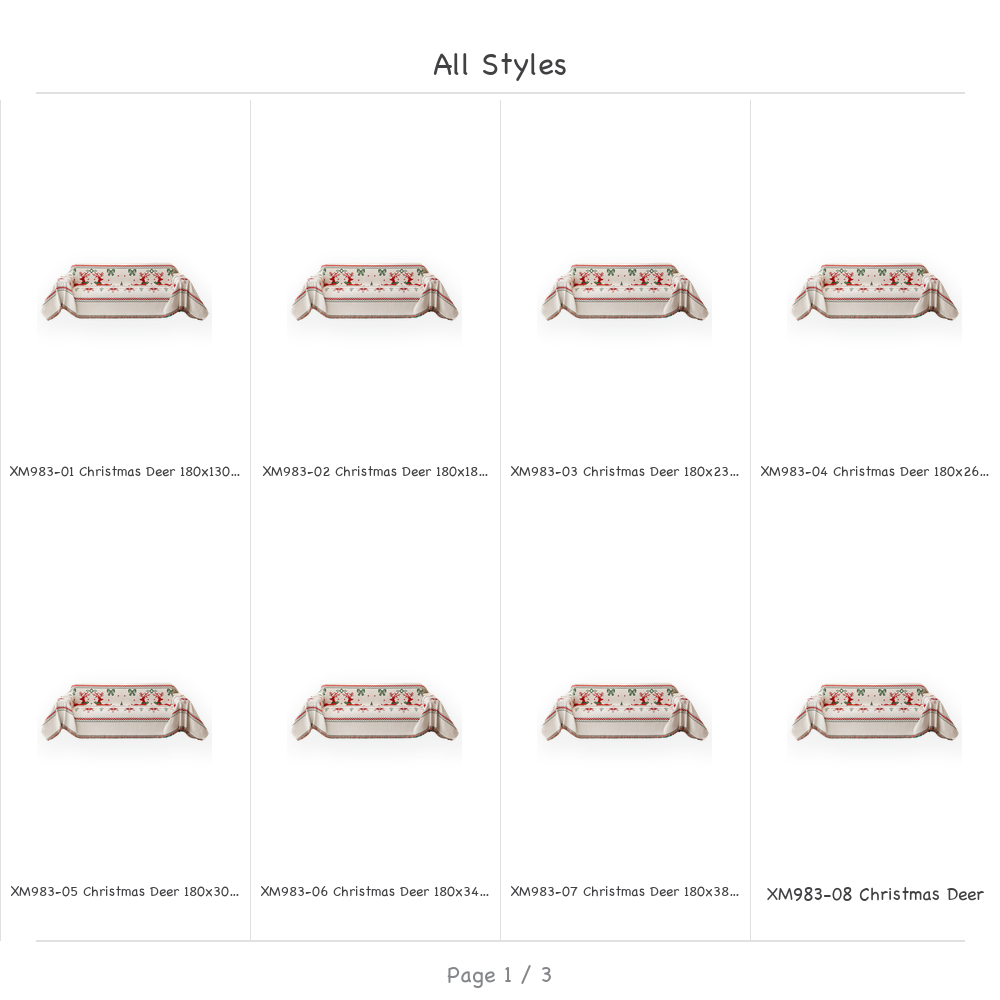 All Styles
XM983-01 Christmas Deer 180x130...
XM983-02 Christmas Deer 180x18...
XM983-03 Christmas Deer 180x23...
XM983-04 Christmas Deer 180x26...
XM983-05 Christmas Deer 180x30...
XM983-06 Christmas Deer 180x34...
XM983-07 Christmas Deer 180x38...
XM983-08 Christmas Deer
Page 1 / 3